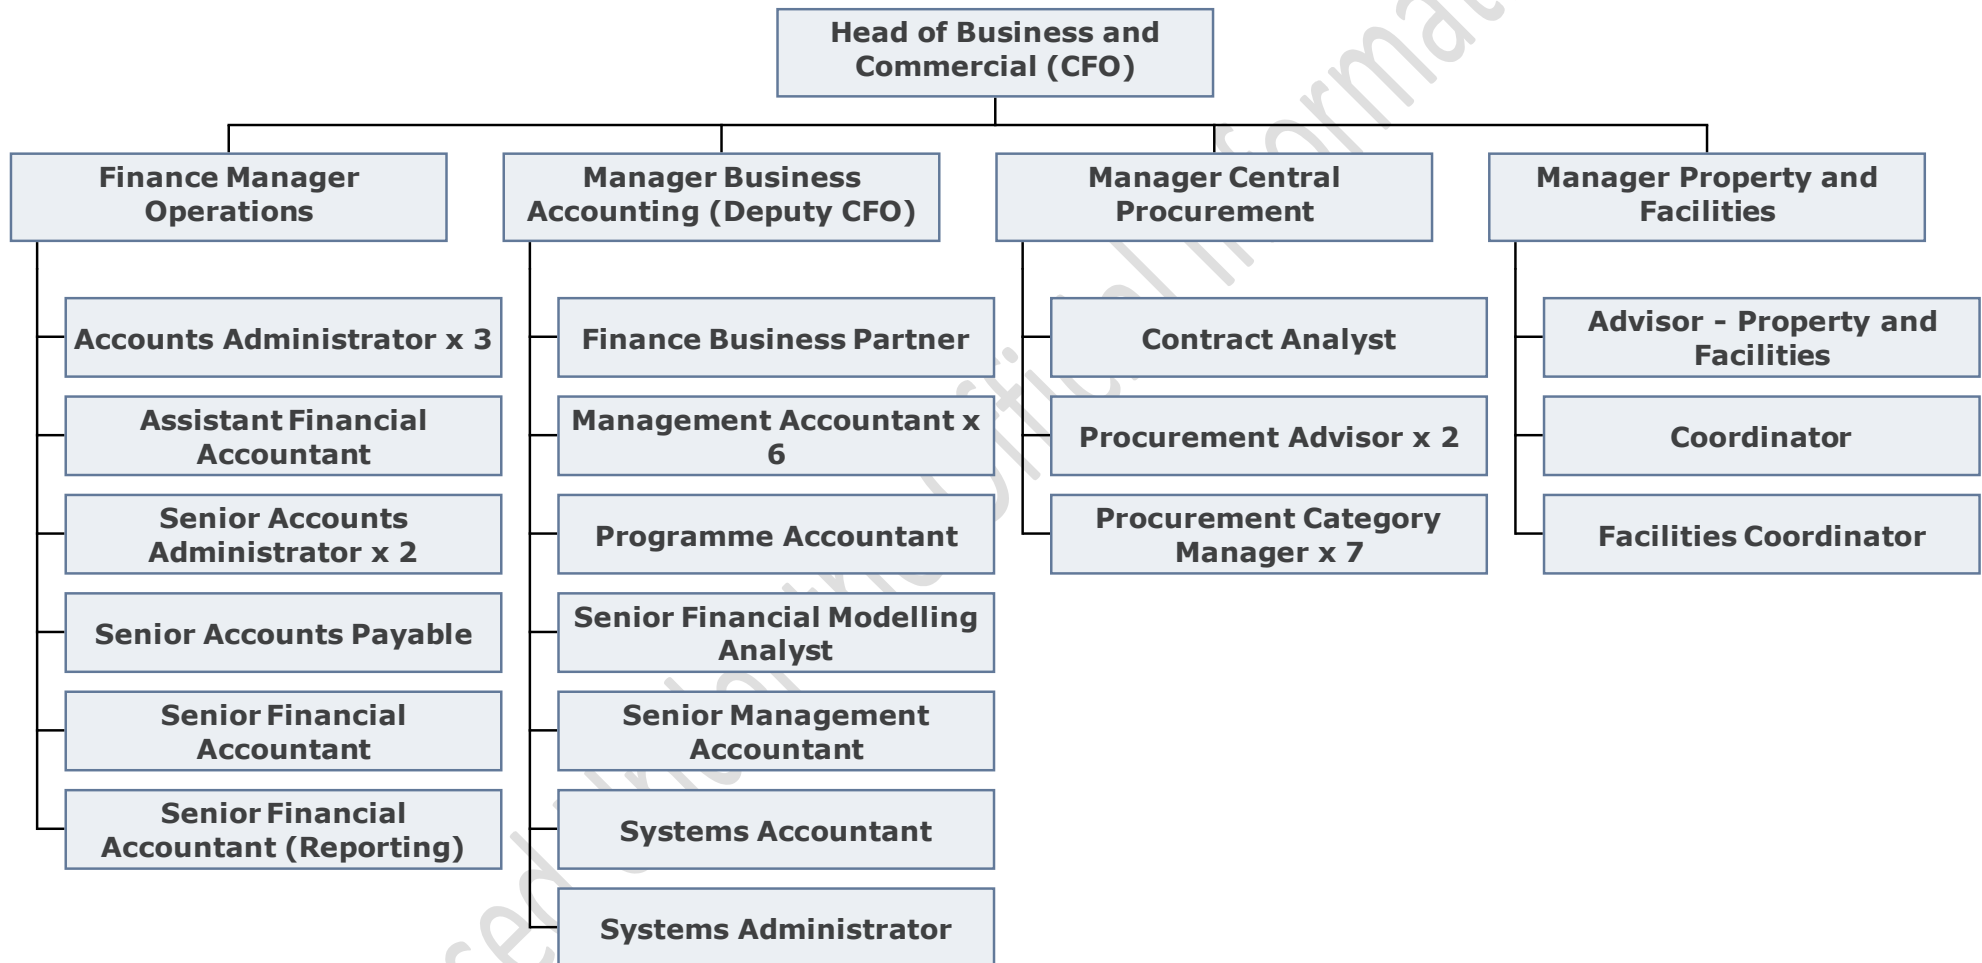 Head of Business and
Commercial (CFO)
Finance Manager
Operations
Manager Business
Accounting (Deputy CFO)
Manager Central
Procurement
Manager Property and
Facilities
Accounts Administrator x 3
Assistant Financial
Accountant
Senior Accounts
Administrator x 2
Senior Accounts Payable
Senior Financial
Accountant
Senior Financial
Accountant (Reporting)
Finance Business Partner
Management Accountant x
6
Programme Accountant
Senior Financial Modelling
Analyst
Senior Management
Accountant
Systems Accountant
Systems Administrator
Contract Analyst
Procurement Advisor x 2
Procurement Category
Manager x 7
Advisor - Property and
Facilities
Coordinator
Facilities Coordinator